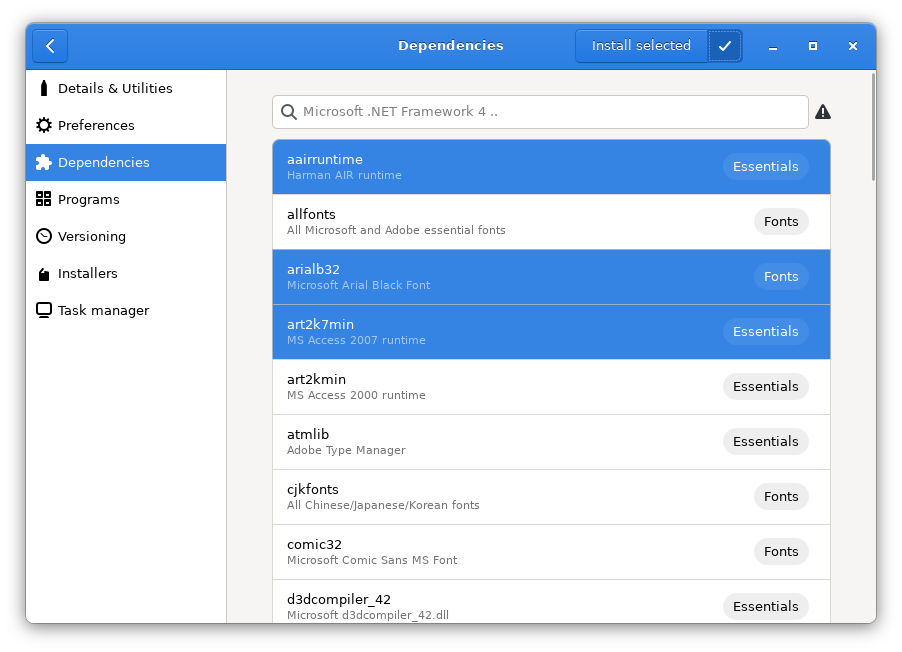 Dependencies
Install selected
Details & Utilities
Preferences
Dependencies
Programs
Versioning
Installers
Task manager
Microsoft .NET Framework 4 ..
aairruntime
Harman AIR runtime
Essentials
allfonts
All Microsoft and Adobe essential fonts
Fonts
arialb32
Microsoft Arial Black Font
Fonts
art2k7min
MS Access 2007 runtime
Essentials
art2kmin
MS Access 2000 runtime
Essentials
atmlib
Adobe Type Manager
Essentials
cjkfonts
All Chinese/Japanese/Korean fonts
Fonts
comic32
Microsoft Comic Sans MS Font
Fonts
d3dcompiler_42
Microsoft d3dcompiler_42.dll
Essentials